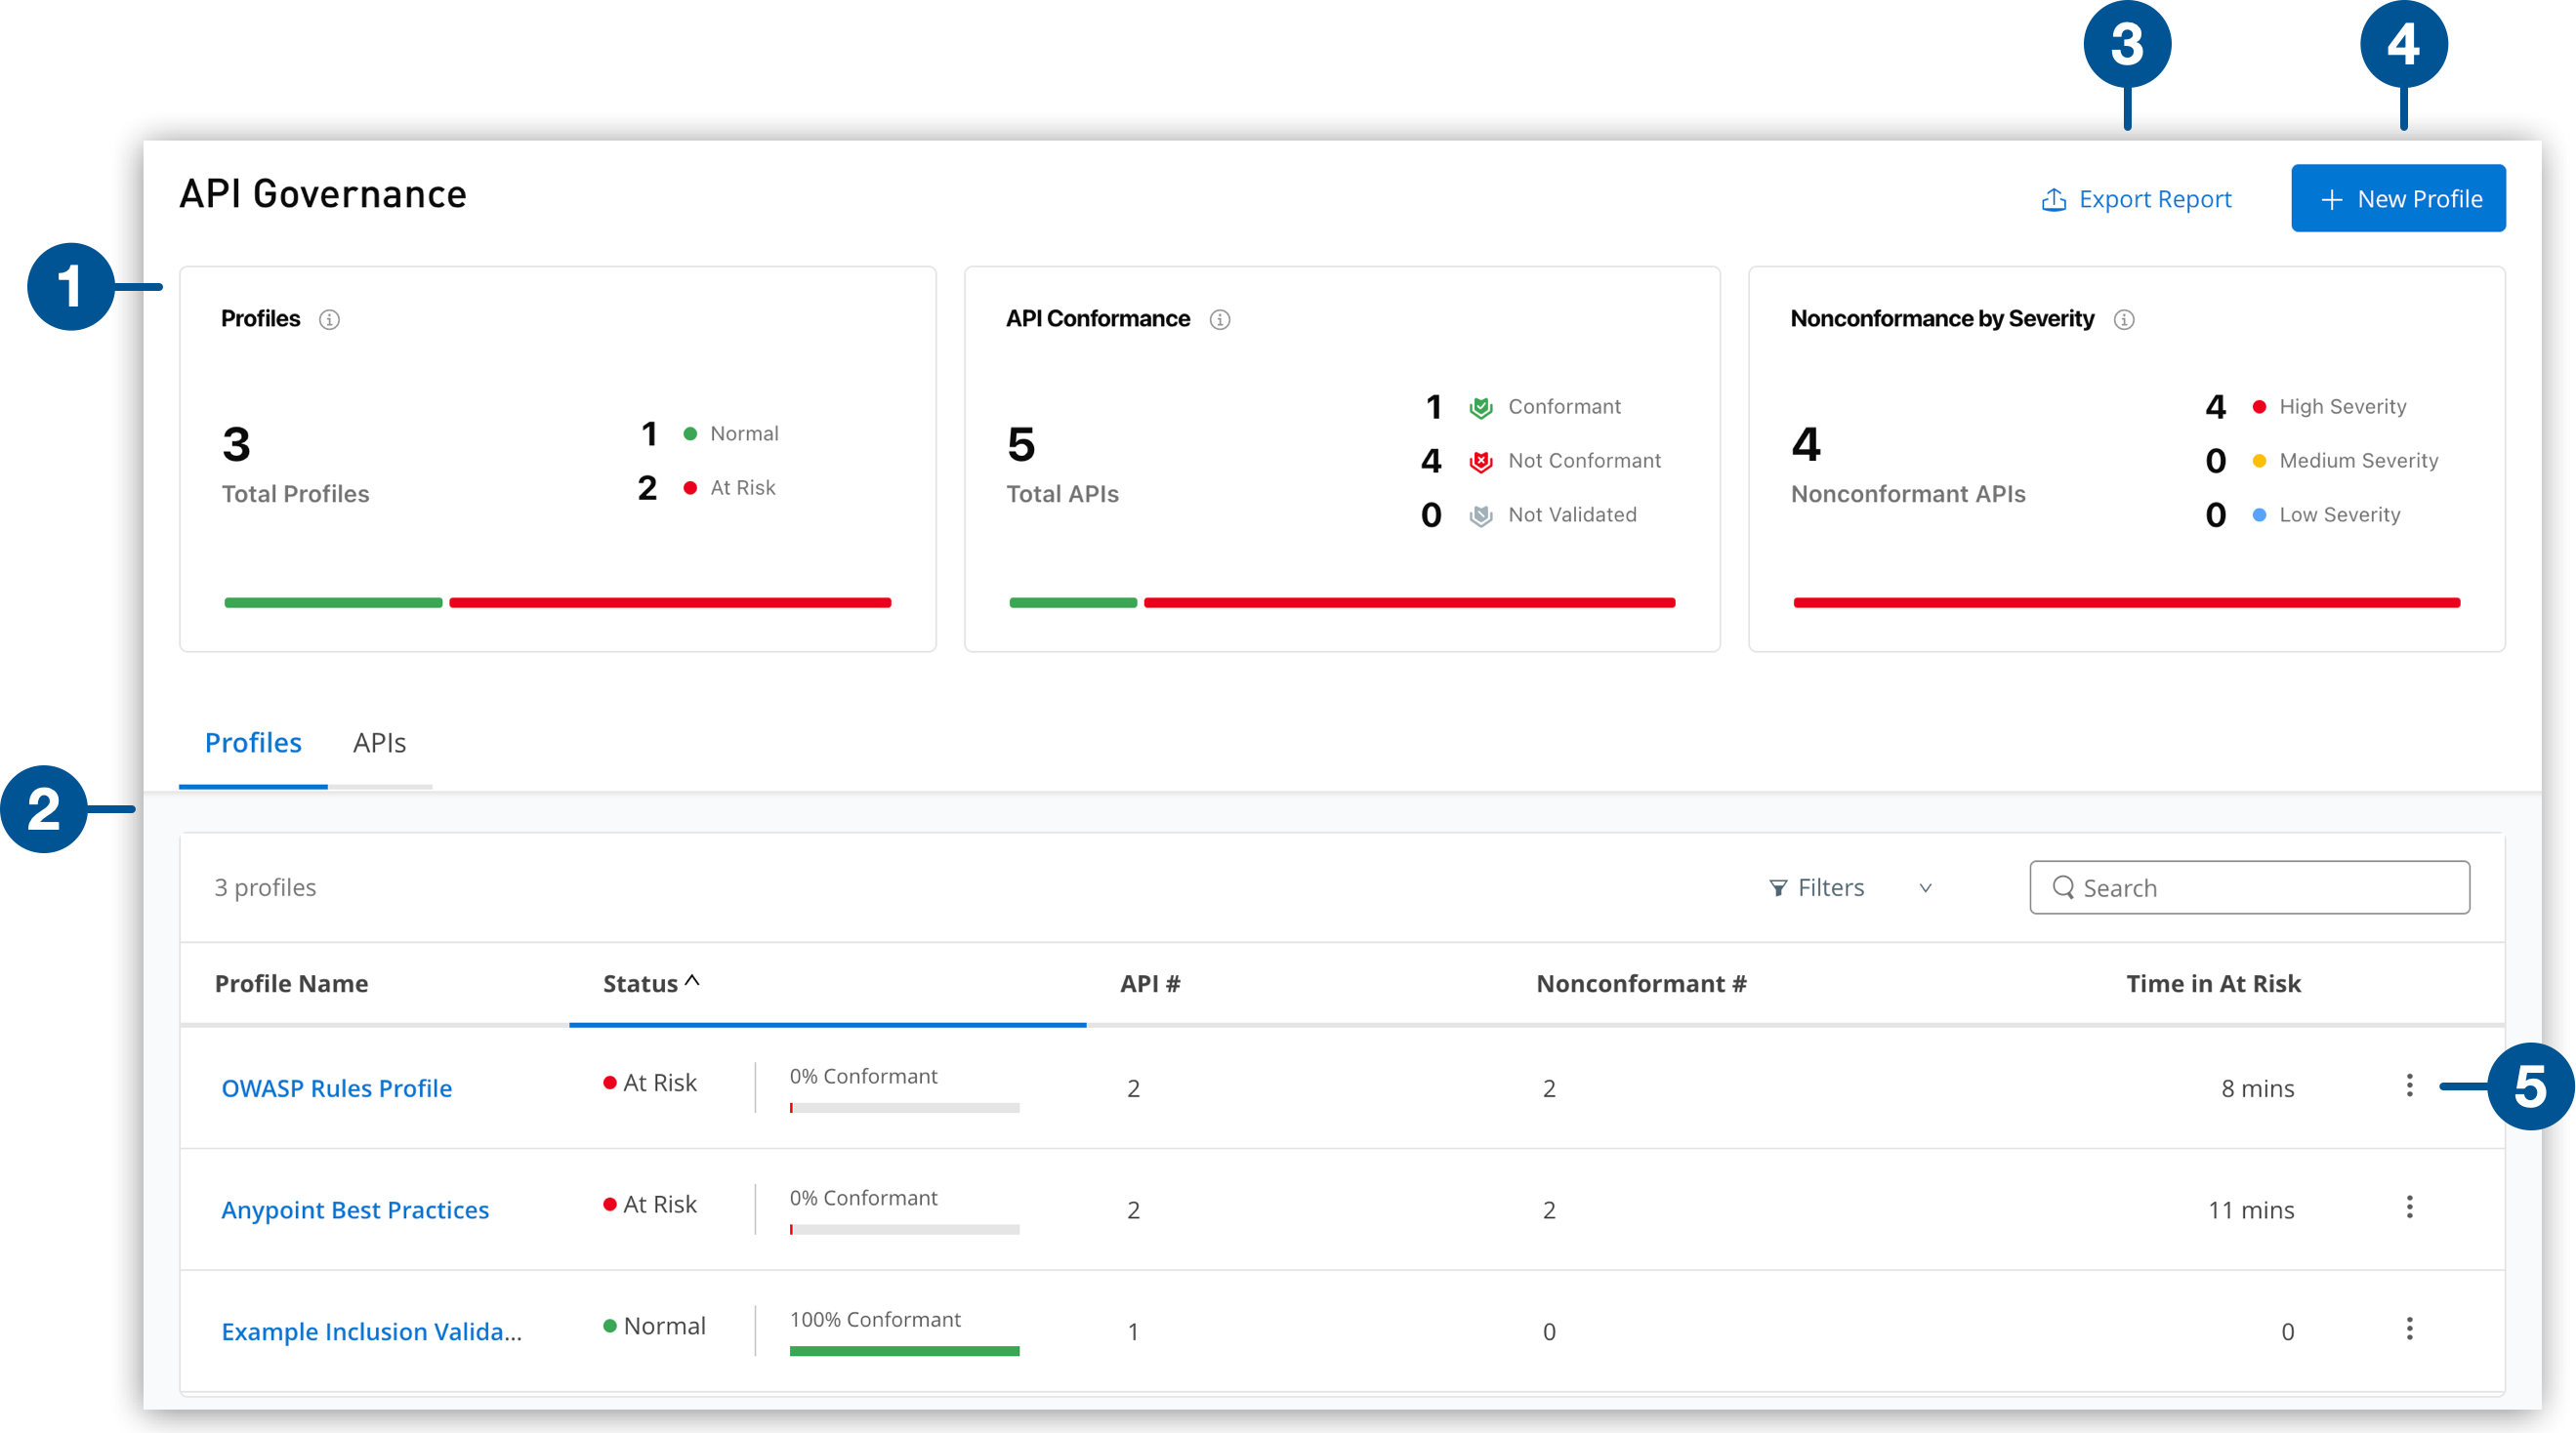 3
4
API Governance
Export Report
New Profile
1
Profiles
API Conformance
Nonconformance by Severity
3
Total Profiles
1 Normal
2 At Risk
5
Total APIs
1 Conformant
4 Not Conformant
0 Not Validated
4
Nonconformant APIs
4 High Severity
0 Medium Severity
0 Low Severity
Profiles APIs
2
3 profiles
Filters
Search
Profile Name Status API # Nonconformant # Time in At Risk
OWASP Rules Profile At Risk 0% Conformant 2 2 8 mins
5
Anypoint Best Practices At Risk 0% Conformant 2 2 11 mins
Example Inclusion Valida... Normal 100% Conformant 1 0 0